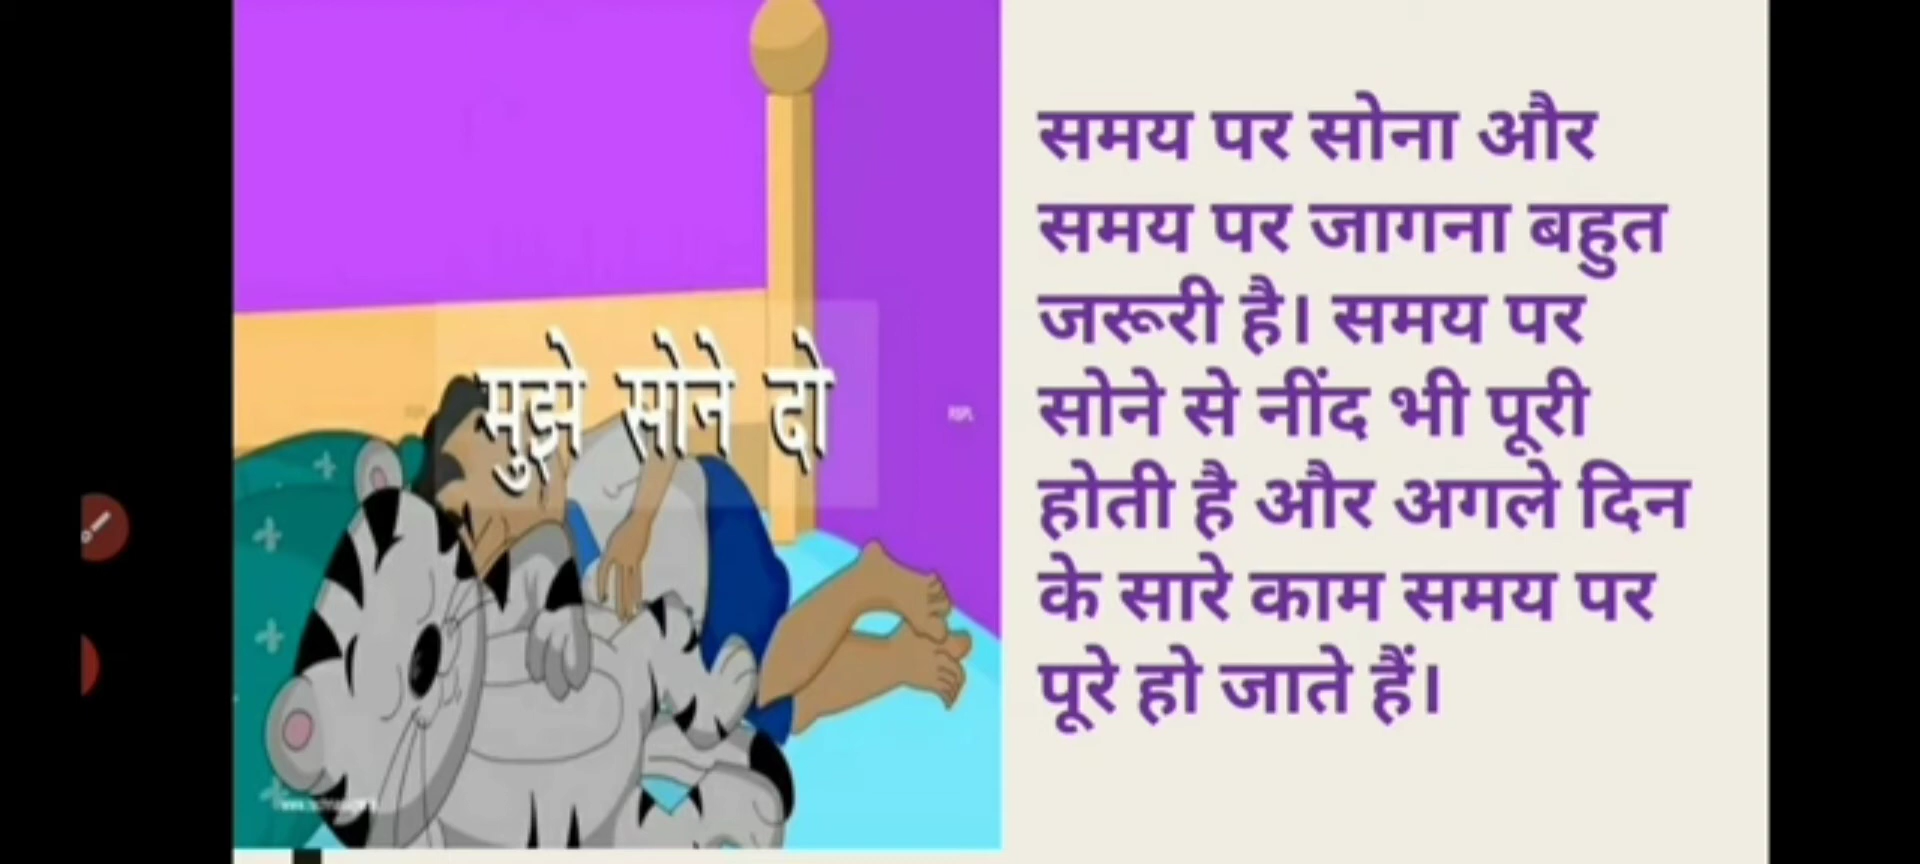 मुझे सोने दो
समय पर सोना और
समय पर जागना बहुत
जरूरी है। समय पर
सोने से नींद भी पूरी
होती है और अगले दिन
के सारे काम समय पर
पूरे हो जाते हैं।